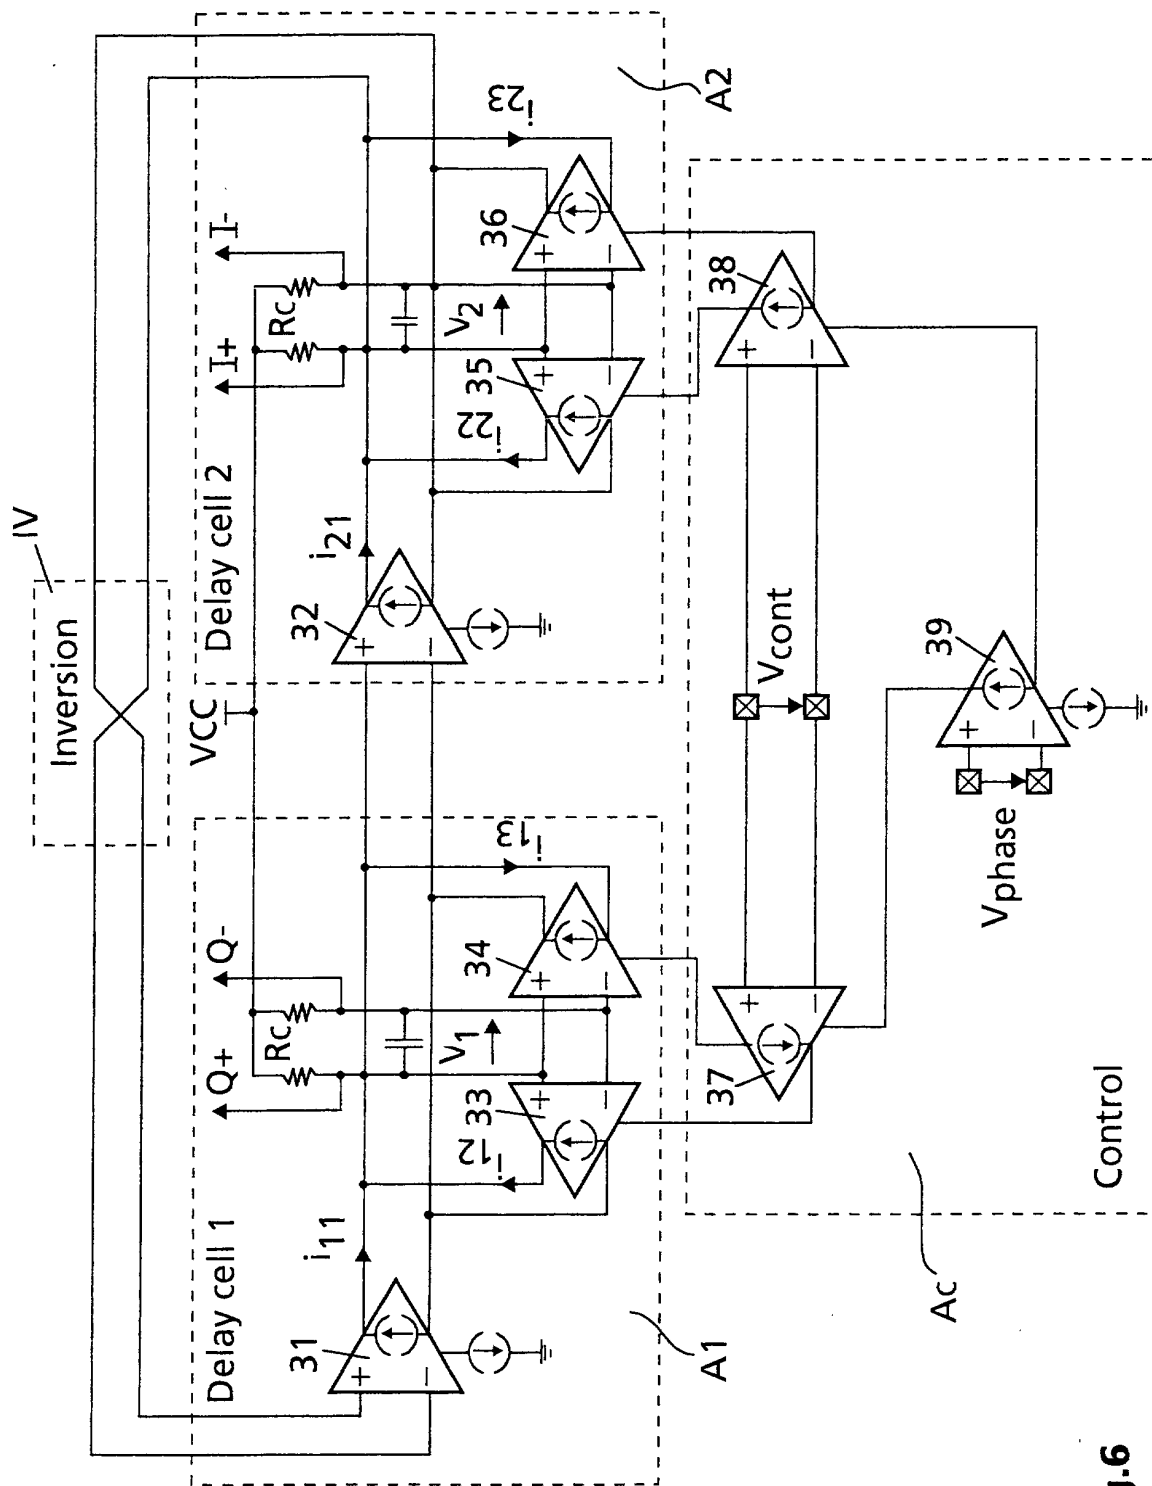 IV
Inversion
VCC
Delay cell 1
Q+
Q-
Rc
Delay cell 2
I+
I-
Rc
31
i11
i12
33
V1
34
i13
32
i21
i22
35
V2
36
i23
+
−
+
−
+
−
+
−
+
−
+
−
A1
A2
37
+
−
Vcont
38
+
−
39
+
−
Vphase
Ac
Control
g.6